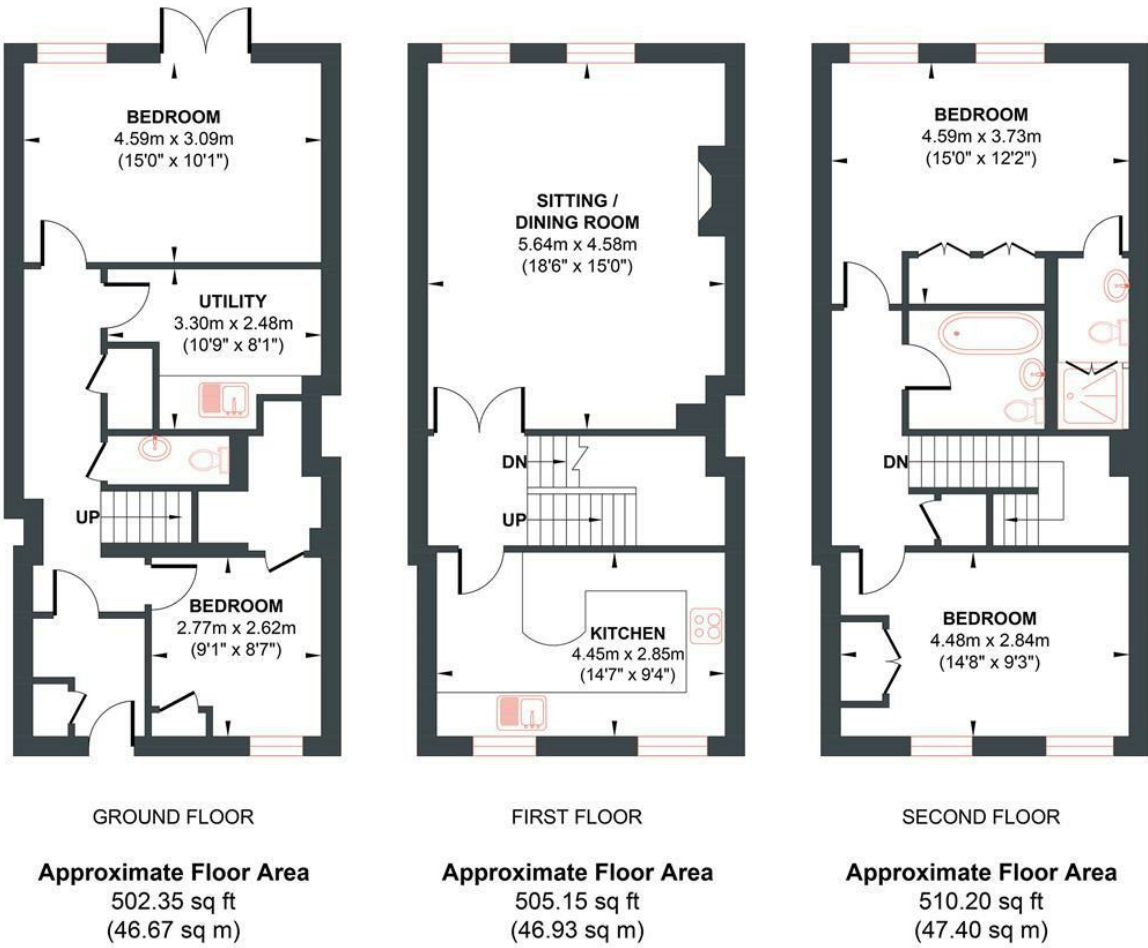 BEDROOM
4.59m x 3.09m
(15'0" x 10'1")
UTILITY
3.30m x 2.48m
(10'9" x 8'1")
UP
BEDROOM
2.77m x 2.62m
(9'1" x 8'7")
GROUND FLOOR
Approximate Floor Area
502.35 sq ft
(46.67 sq m)
SITTING /
DINING ROOM
5.64m x 4.58m
(18'6" x 15'0")
DN
UP
KITCHEN
4.45m x 2.85m
(14'7" x 9'4")
FIRST FLOOR
Approximate Floor Area
505.15 sq ft
(46.93 sq m)
BEDROOM
4.59m x 3.73m
(15'0" x 12'2")
DN
BEDROOM
4.48m x 2.84m
(14'8" x 9'3")
SECOND FLOOR
Approximate Floor Area
510.20 sq ft
(47.40 sq m)